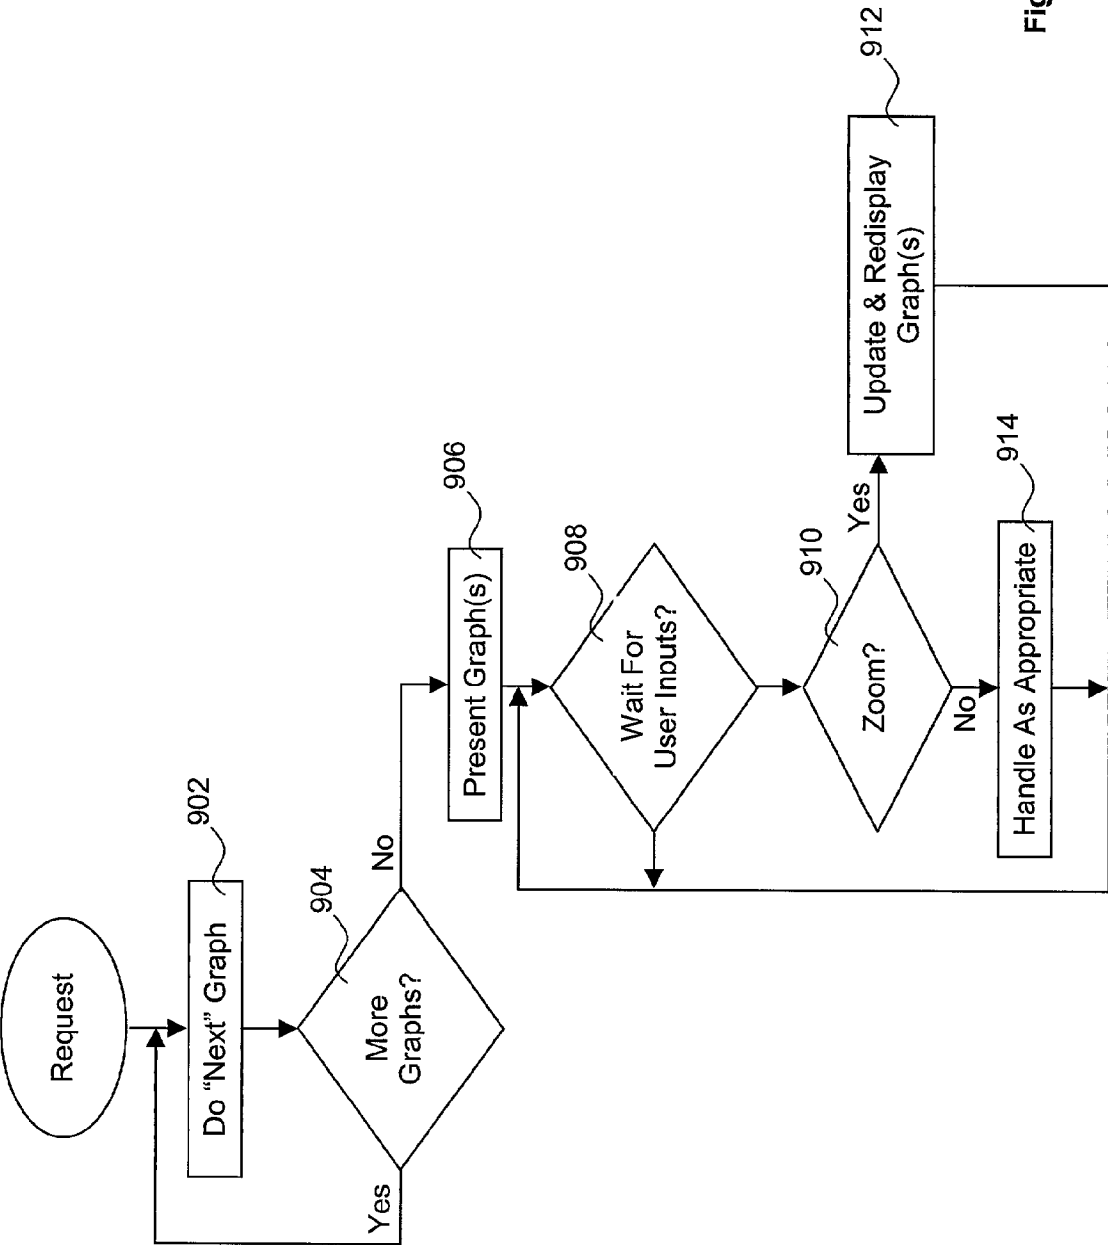 Request
Do “Next” Graph
902
More
Graphs?
904
Yes
No
Present Graph(s)
906
Wait For
User Inputs?
908
Zoom?
910
Yes
No
Update & Redisplay
Graph(s)
912
Handle As Appropriate
914